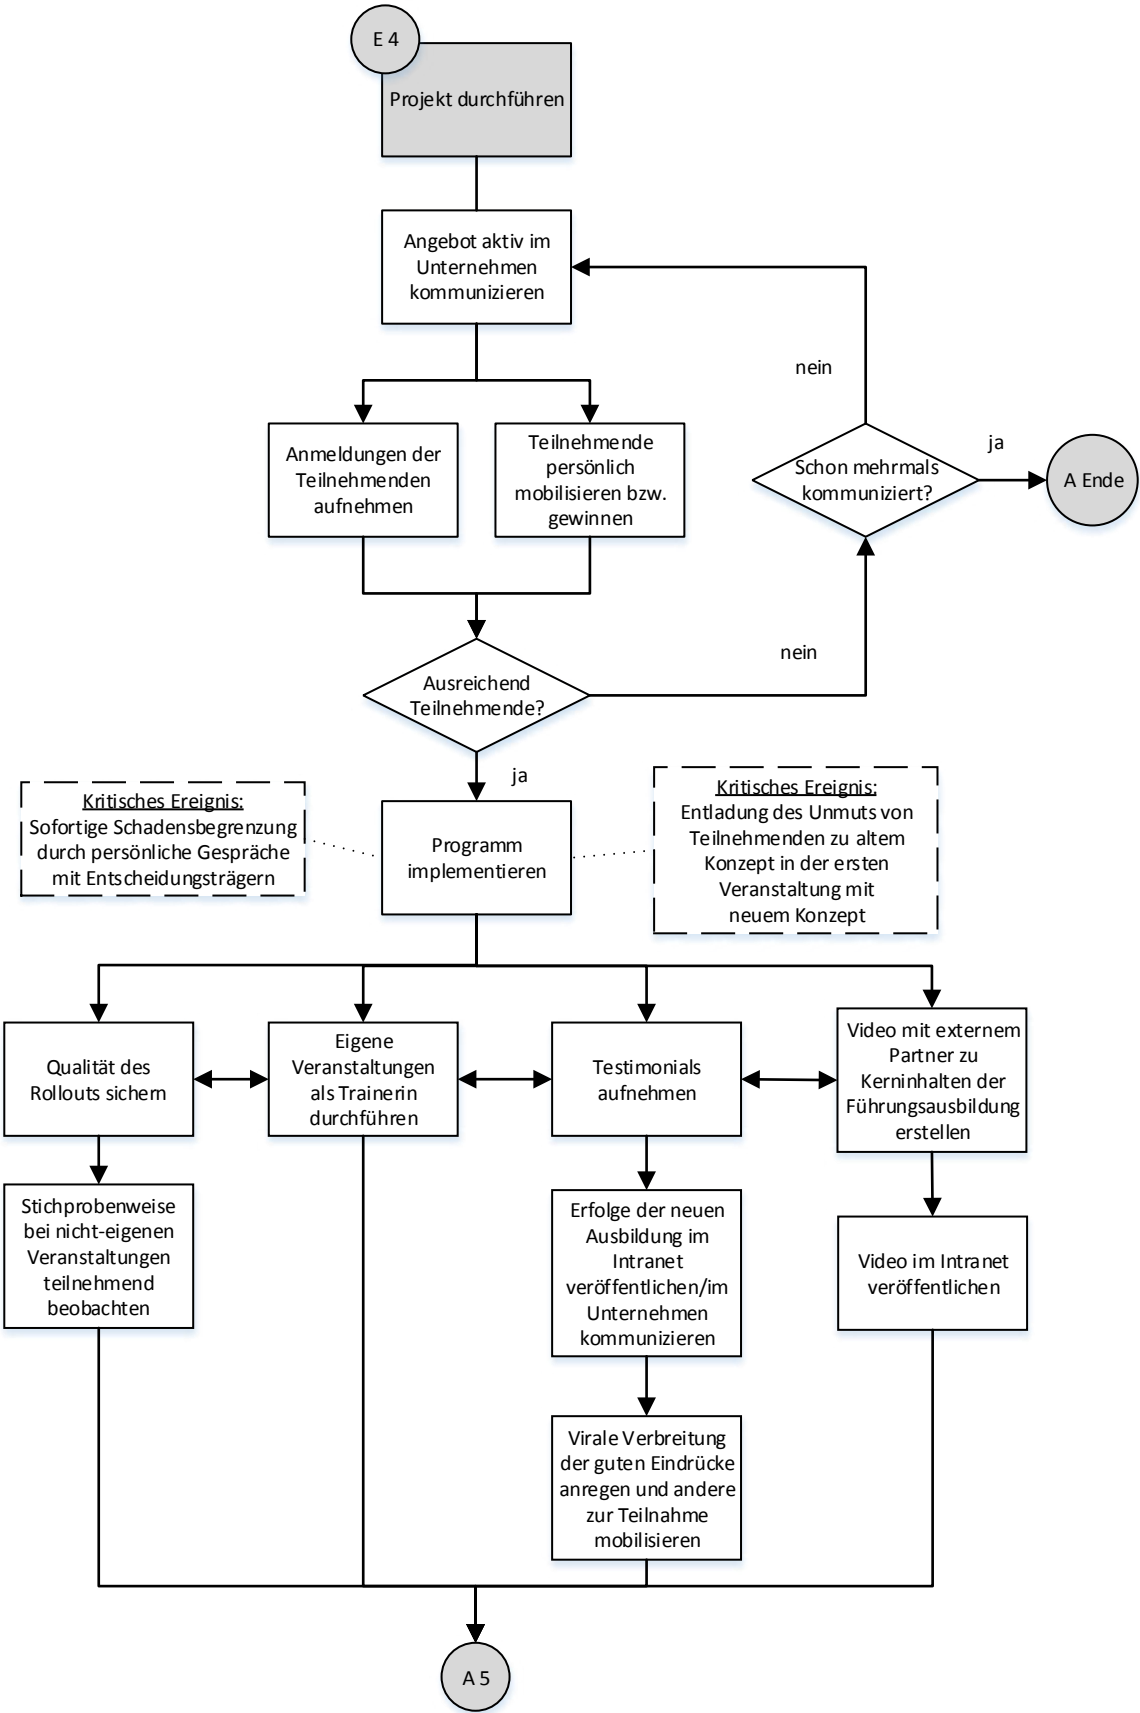 E 4
Projekt durchführen
Angebot aktiv im
Unternehmen
kommunizieren
nein
Anmeldungen der
Teilnehmenden
aufnehmen
Teilnehmende
persönlich
mobilisieren bzw.
gewinnen
Schon mehrmals
kommuniziert?
ja
A Ende
nein
Ausreichend
Teilnehmende?
ja
Kritisches Ereignis:
Sofortige Schadensbegrenzung
durch persönliche Gespräche
mit Entscheidungsträgern
Programm
implementieren
Kritisches Ereignis:
Entladung des Unmuts von
Teilnehmenden zu altem
Konzept in der ersten
Veranstaltung mit
neuem Konzept
Qualität des
Rollouts sichern
Eigene
Veranstaltungen
als Trainerin
durchführen
Testimonials
aufnehmen
Video mit externem
Partner zu
Kerninhalten der
Führungsausbildung
erstellen
Stichprobenweise
bei nicht-eigenen
Veranstaltungen
teilnehmend
beobachten
Erfolge der neuen
Ausbildung im
Intranet
veröffentlichen/im
Unternehmen
kommunizieren
Video im Intranet
veröffentlichen
Virale Verbreitung
der guten Eindrücke
anregen und andere
zur Teilnahme
mobilisieren
A 5